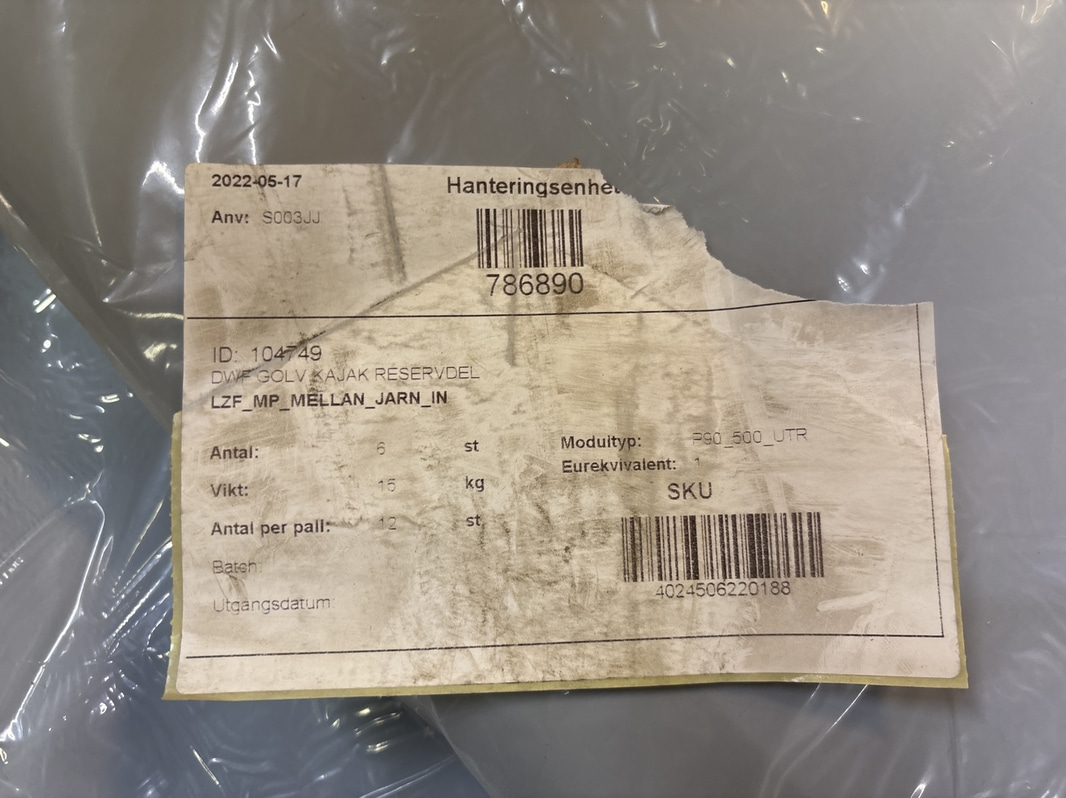 2022-05-17
Hanteringsenhet
Anv: S003JJ
786890
ID: 104749
DWF GOLV KAJAK RESERVDEL
LZF_MP_MELLAN_JARN_IN
Antal: 6 st
Vikt: 15 kg
Antal per pall: 12 st
Batch:
Utgangsdatum:
Modultyp: P90_500_UTR
Eurekvivalent: 1
SKU
4024506220188